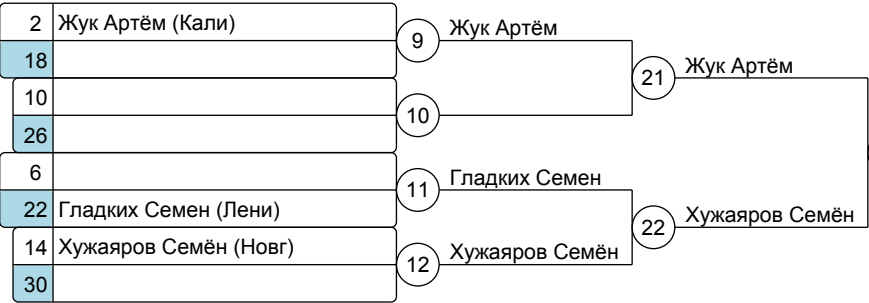 2 Жук Артём (Кали)
9 Жук Артём
18
21 Жук Артём
10
10
26
6
11 Гладких Семен
22 Гладких Семен (Лени)
22 Хужаяров Семён
14 Хужаяров Семён (Новг)
12 Хужаяров Семён
30